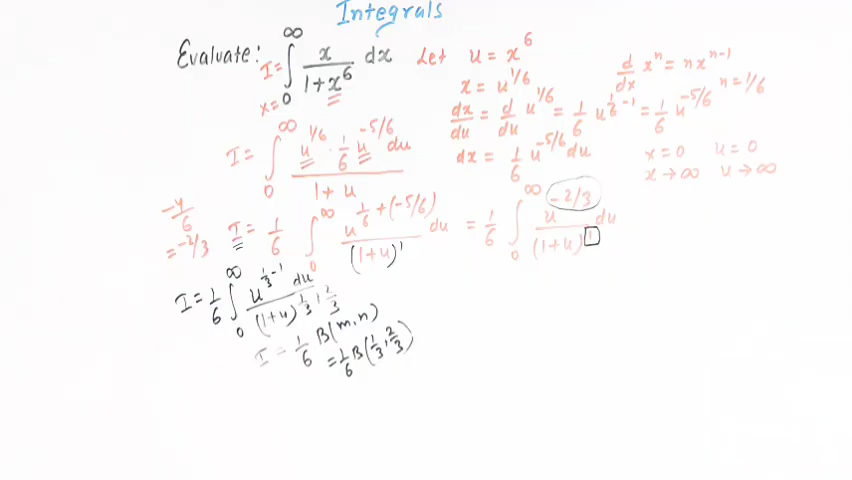 Integrals
Evaluate: I = ∫₀^∞ x/(1+x⁶) dx Let u = x⁶
x=0
x = u^{1/6}
d/dx xⁿ = nx^{n-1}
n = 1/6
dx/du = d/du u^{1/6} = 1/6 u^{1/6 - 1} = 1/6 u^{-5/6}
I = ∫₀^∞ (u^{1/6} · 1/6 u^{-5/6} du)/(1+u)
dx = 1/6 u^{-5/6} du
x=0 u=0
x→∞ u→∞
-4/6
= -2/3
I = 1/6 ∫₀^∞ u^{1/6+(-5/6)}/(1+u)¹ du = 1/6 ∫₀^∞ u^{-2/3}/(1+u)^1 du
I = 1/6 ∫₀^∞ u^{1/3 -1} du/(1+u)^{1/3+2/3}
I = 1/6 B(m,n)
= 1/6 B(1/3, 2/3)